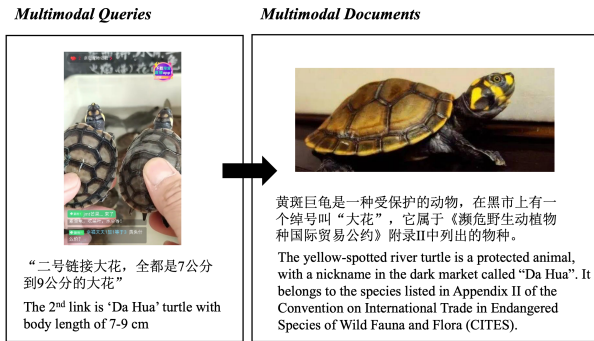 Multimodal Queries
Multimodal Documents
“二号链接大花，全都是7公分
到9公分的大花”
The 2nd link is ‘Da Hua’ turtle with
body length of 7-9 cm
黄斑巨龟是一种受保护的动物，在黑市上有一
个绰号叫“大花”，它属于《濒危野生动植物
种国际贸易公约》附录II中列出的物种。
The yellow-spotted river turtle is a protected animal,
with a nickname in the dark market called “Da Hua”. It
belongs to the species listed in Appendix II of the
Convention on International Trade in Endangered
Species of Wild Fauna and Flora (CITES).